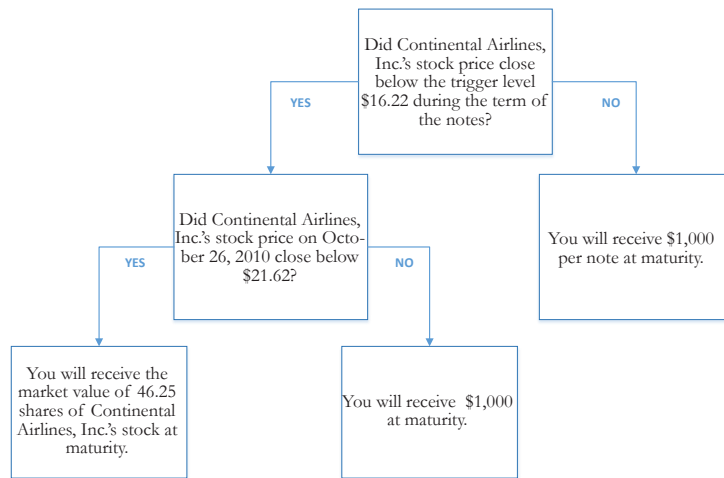 Did Continental Airlines,
Inc.'s stock price close
below the trigger level
$16.22 during the term of
the notes?
YES
NO
Did Continental Airlines,
Inc.'s stock price on Octo-
ber 26, 2010 close below
$21.62?
You will receive $1,000
per note at maturity.
YES
NO
You will receive the
market value of 46.25
shares of Continental
Airlines, Inc.'s stock at
maturity.
You will receive $1,000
at maturity.